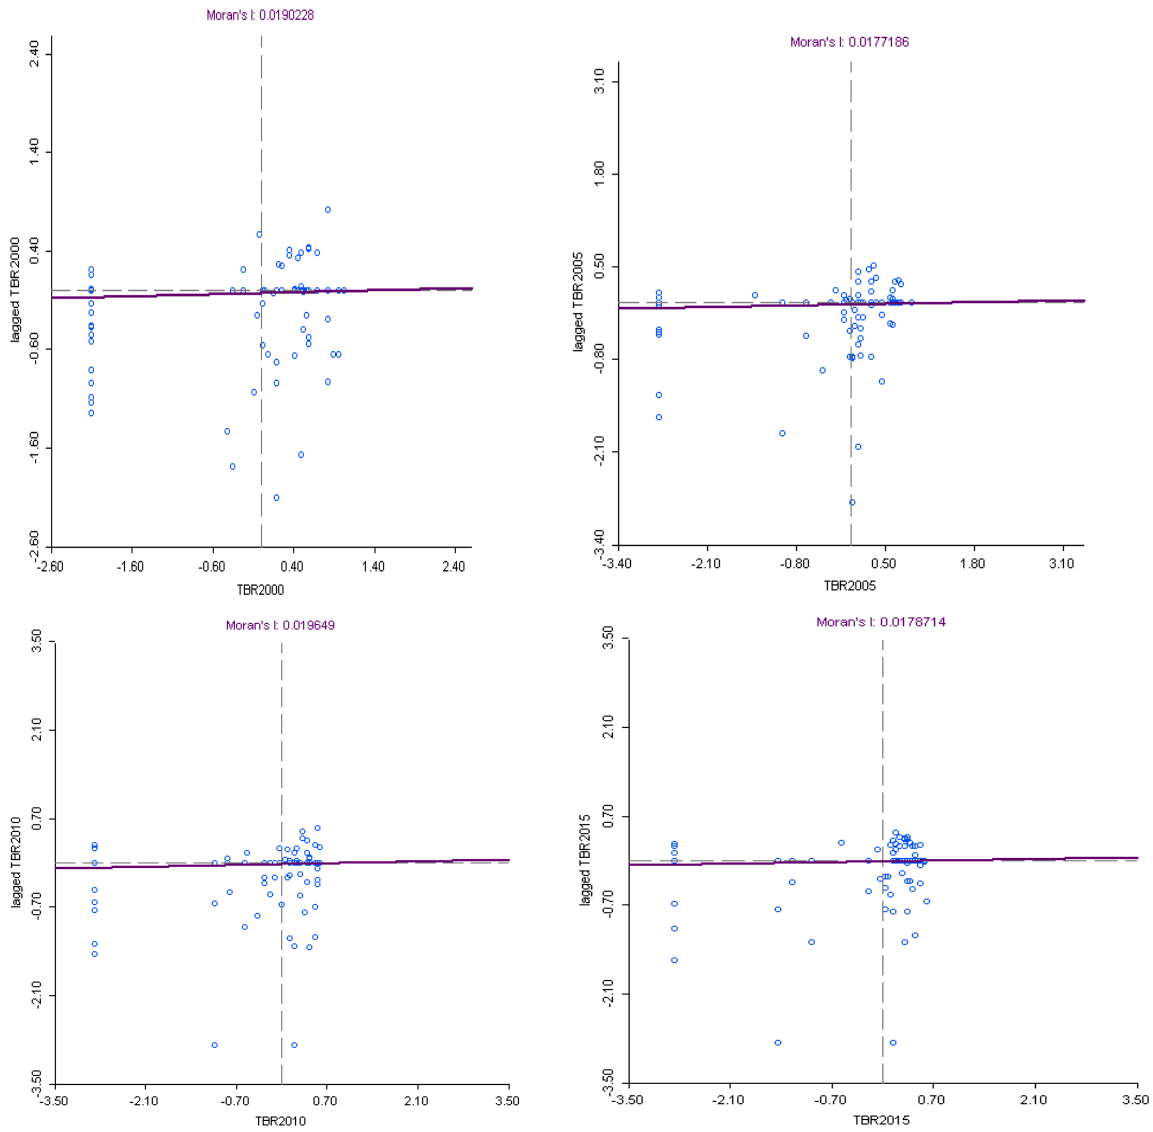 Moran's I: 0.0190228
2.40
1.40
0.40
-0.60
-1.60
-2.60
lagged TBR2000
-2.60 -1.60 -0.60 0.40 1.40 2.40
TBR2000
Moran's I: 0.0177186
3.10
1.80
0.50
-0.80
-2.10
-3.40
lagged TBR2005
-3.40 -2.10 -0.80 0.50 1.80 3.10
TBR2005
Moran's I: 0.019649
3.50
2.10
0.70
-0.70
-2.10
-3.50
lagged TBR2010
-3.50 -2.10 -0.70 0.70 2.10 3.50
TBR2010
Moran's I: 0.0178714
3.50
2.10
0.70
-0.70
-2.10
-3.50
lagged TBR2015
-3.50 -2.10 -0.70 0.70 2.10 3.50
TBR2015